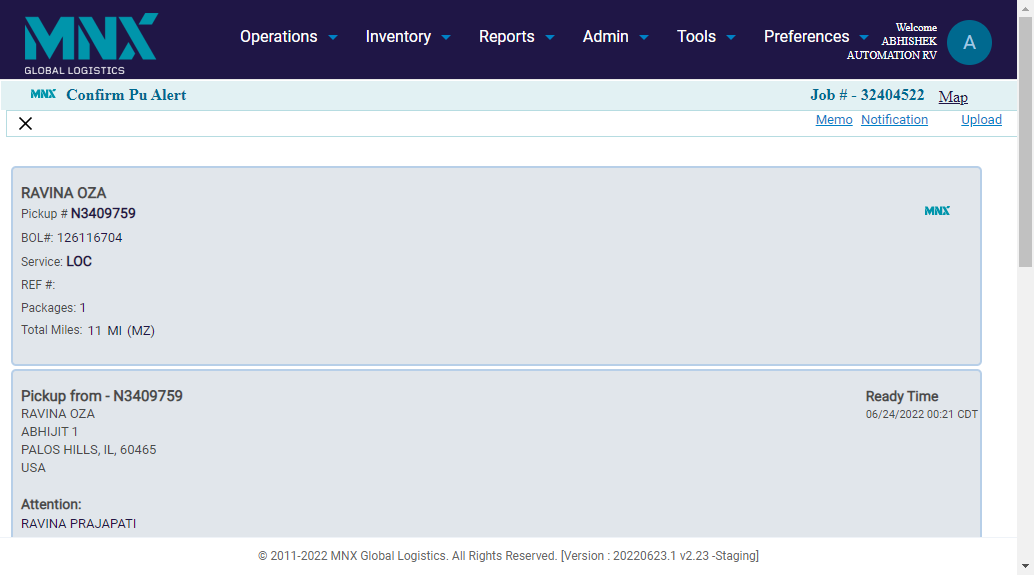 MNX
GLOBAL LOGISTICS
Operations Inventory Reports Admin Tools Preferences
Welcome
ABHISHEK
AUTOMATION RV
A
MNX Confirm Pu Alert Job # - 32404522 Map
Memo Notification Upload
RAVINA OZA
Pickup # N3409759
MNX
BOL#: 126116704
Service: LOC
REF #:
Packages: 1
Total Miles: 11 MI (MZ)
Pickup from - N3409759 Ready Time
RAVINA OZA 06/24/2022 00:21 CDT
ABHIJIT 1
PALOS HILLS, IL, 60465
USA
Attention:
RAVINA PRAJAPATI
© 2011-2022 MNX Global Logistics. All Rights Reserved. [Version : 20220623.1 v2.23 -Staging]